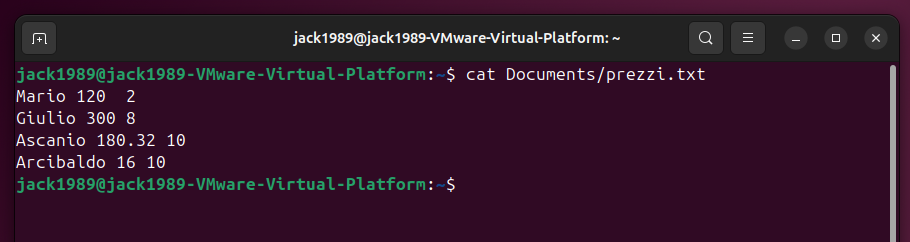 jack1989@jack1989-VMware-Virtual-Platform: ~
jack1989@jack1989-VMware-Virtual-Platform:~$ cat Documents/prezzi.txt
Mario 120  2
Giulio 300 8
Ascanio 180.32 10
Arcibaldo 16 10
jack1989@jack1989-VMware-Virtual-Platform:~$